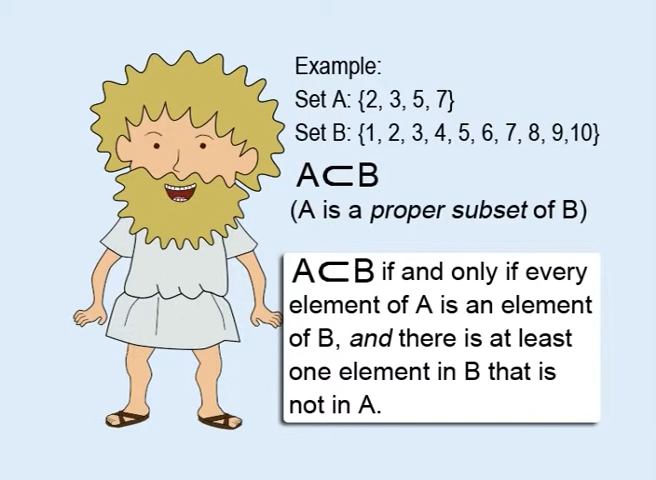 Example:
Set A: {2, 3, 5, 7}
Set B: {1, 2, 3, 4, 5, 6, 7, 8, 9,10}
A⊂B
(A is a proper subset of B)
A⊂B if and only if every
element of A is an element
of B, and there is at least
one element in B that is
not in A.